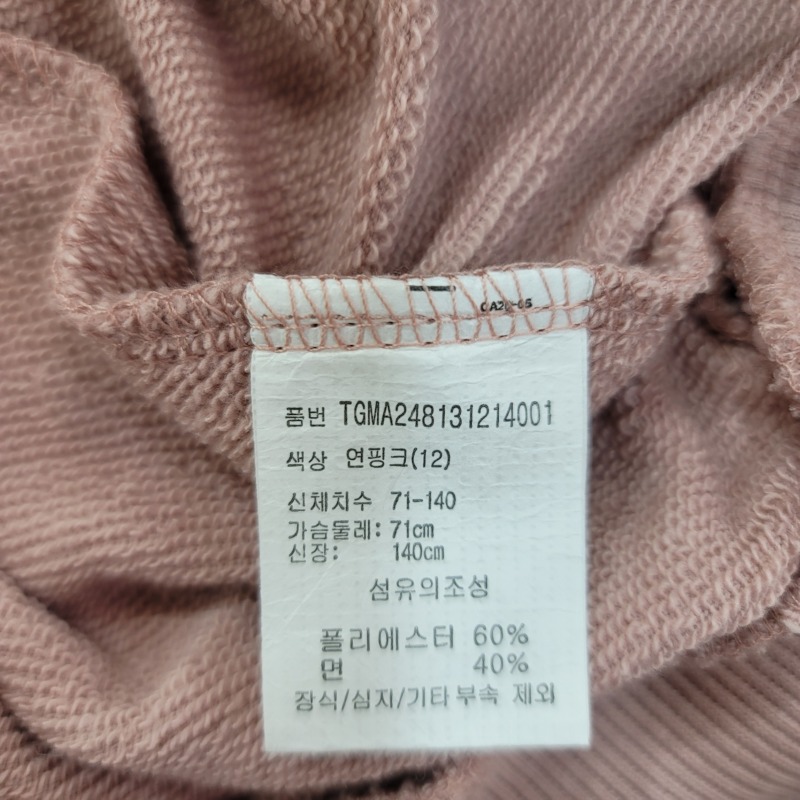 품번 TGMA248131214001
색상 연핑크(12)
신체치수 71-140
가슴둘레: 71cm
신장: 140cm
섬유의조성
폴리에스터 60%
면 40%
장식/심지/기타부속 제외